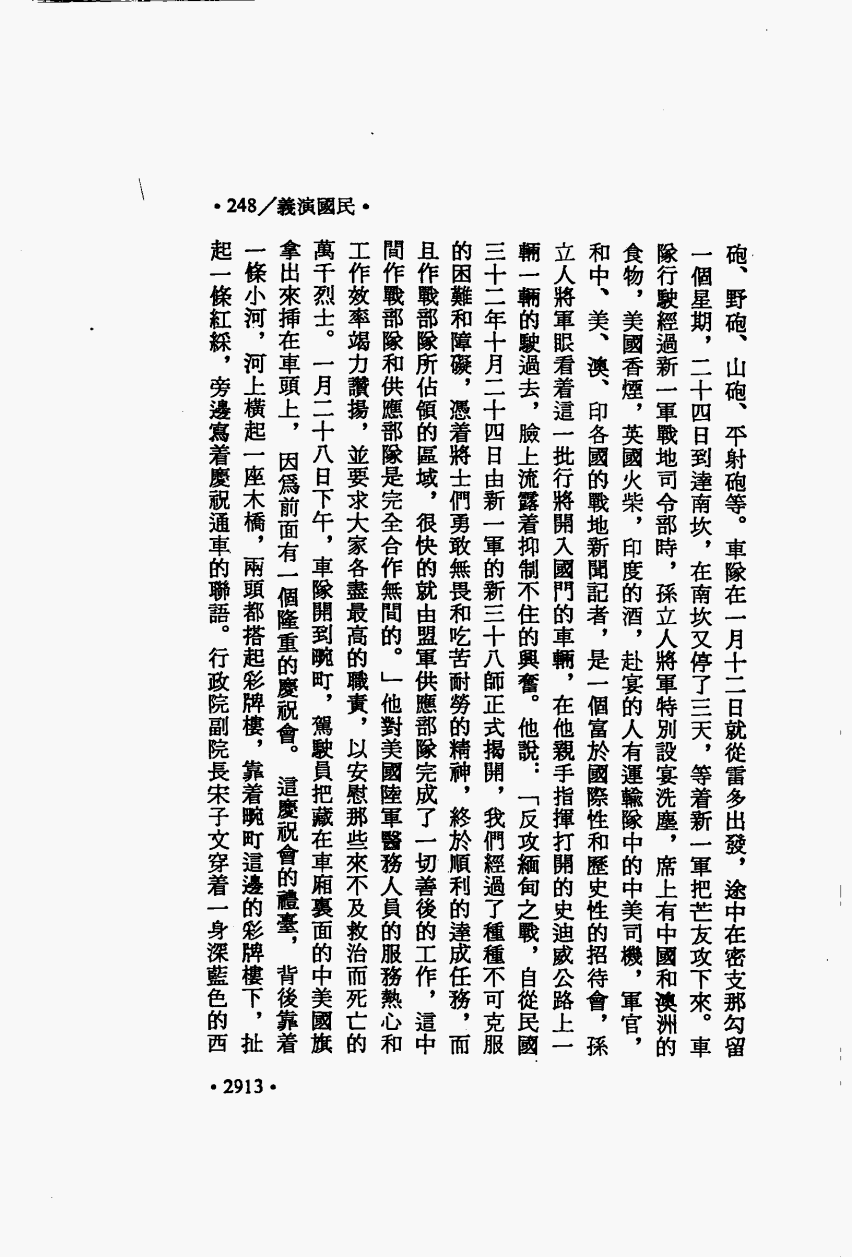 •248／義演國民•
砲、野砲、山砲、平射砲等。車隊在一月十二日就從雷多出發，途中在密支那勾留
一個星期，二十四日到達南坎，在南坎又停了三天，等着新一軍把芒友攻下來。車
隊行駛經過新一軍戰地司令部時，孫立人將軍特別設宴洗塵，席上有中國和澳洲的
食物，美國香煙，英國火柴，印度的酒，赴宴的人有運輸隊中的中美司機，軍官，
和中、美、澳、印各國的戰地新聞記者，是一個富於國際性和歷史性的招待會，孫
立人將軍眼看着這一批行將開入國門的車輛，在他親手指揮打開的史迪威公路上一
輛一輛的駛過去，臉上流露着抑制不住的興奮。他說：「反攻緬甸之戰，自從民國
三十二年十月二十四日由新一軍的新三十八師正式揭開，我們經過了種種不可克服
的困難和障礙，憑着將士們勇敢無畏和吃苦耐勞的精神，終於順利的達成任務，而
且作戰部隊所佔領的區域，很快的就由盟軍供應部隊完成了一切善後的工作，這中
間作戰部隊和供應部隊是完全合作無間的。」他對美國陸軍醫務人員的服務熱心和
工作效率竭力讚揚，並要求大家各盡最高的職責，以安慰那些來不及救治而死亡的
萬千烈士。一月二十八日下午，車隊開到畹町，駕駛員把藏在車廂裏面的中美國旗
拿出來揷在車頭上，因爲前面有一個隆重的慶祝會。這慶祝會的禮臺，背後靠着
一條小河，河上橫起一座木橋，兩頭都搭起彩牌樓，靠着畹町這邊的彩牌樓下，扯
起一條紅綵，旁邊寫着慶祝通車的聯語。行政院副院長宋子文穿着一身深藍色的西
•2913•